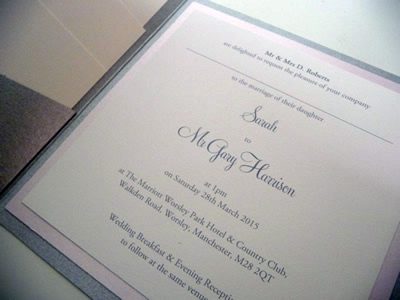 Mr & Mrs D. Roberts
are delighted to request the pleasure of your company
to the marriage of their daughter
Sarah
to
Mr Gary Harrison
at 1pm
on Saturday 28th March 2015
at the Marriott Worsley Park Hotel & Country Club,
Walkden Road, Worsley, Manchester, M28 2QT
Wedding Breakfast & Evening Reception
to follow at the same venue